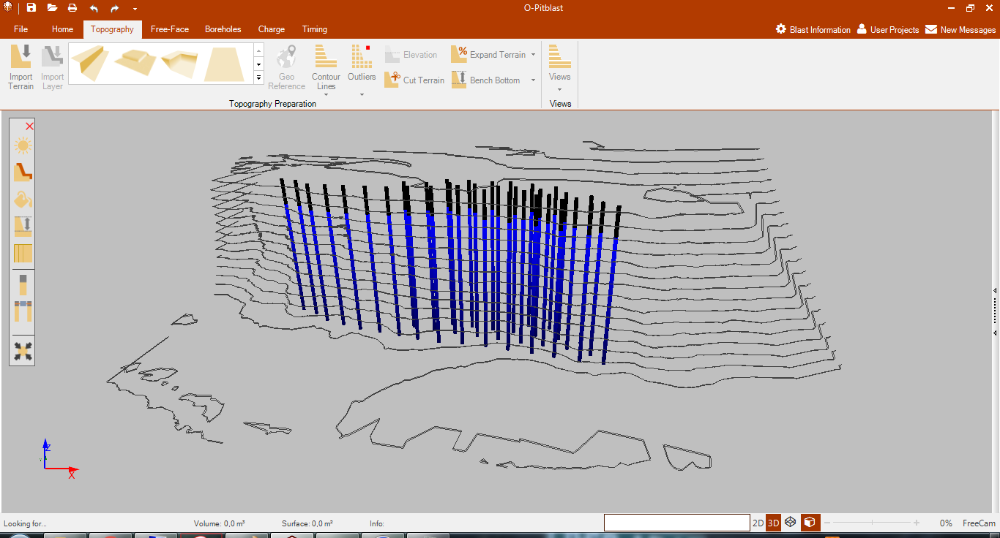 O-Pitblast
File Home Topography Free-Face Boreholes Charge Timing Blast Information User Projects New Messages
Import Terrain
Import Layer
Geo Reference
Contour Lines
Outliers
Elevation
Cut Terrain
Expand Terrain
Bench Bottom
Views
Topography Preparation Views
Z
Y
X
Looking for... Volume: 0,0 m³ Surface: 0,0 m² Info: 2D 3D 0% FreeCam